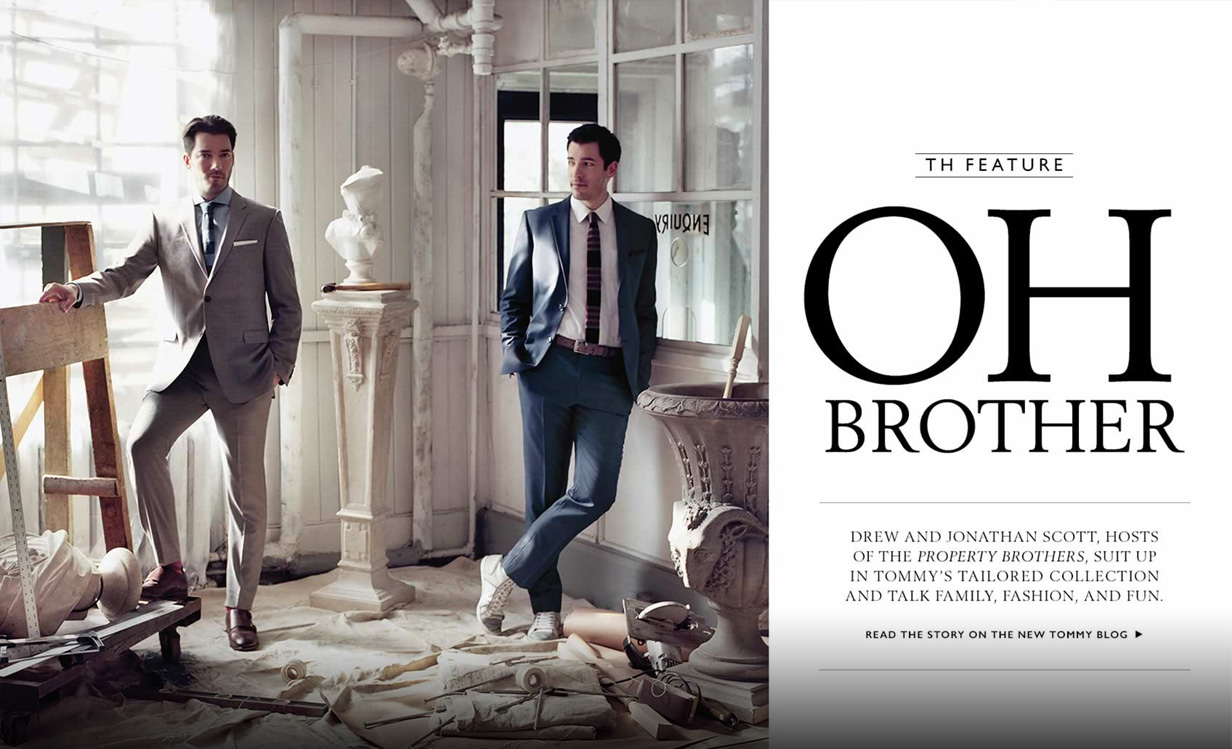 ENQUIRY
TH FEATURE
OH
BROTHER
DREW AND JONATHAN SCOTT, HOSTS
OF THE PROPERTY BROTHERS, SUIT UP
IN TOMMY'S TAILORED COLLECTION
AND TALK FAMILY, FASHION, AND FUN.
READ THE STORY ON THE NEW TOMMY BLOG ▶